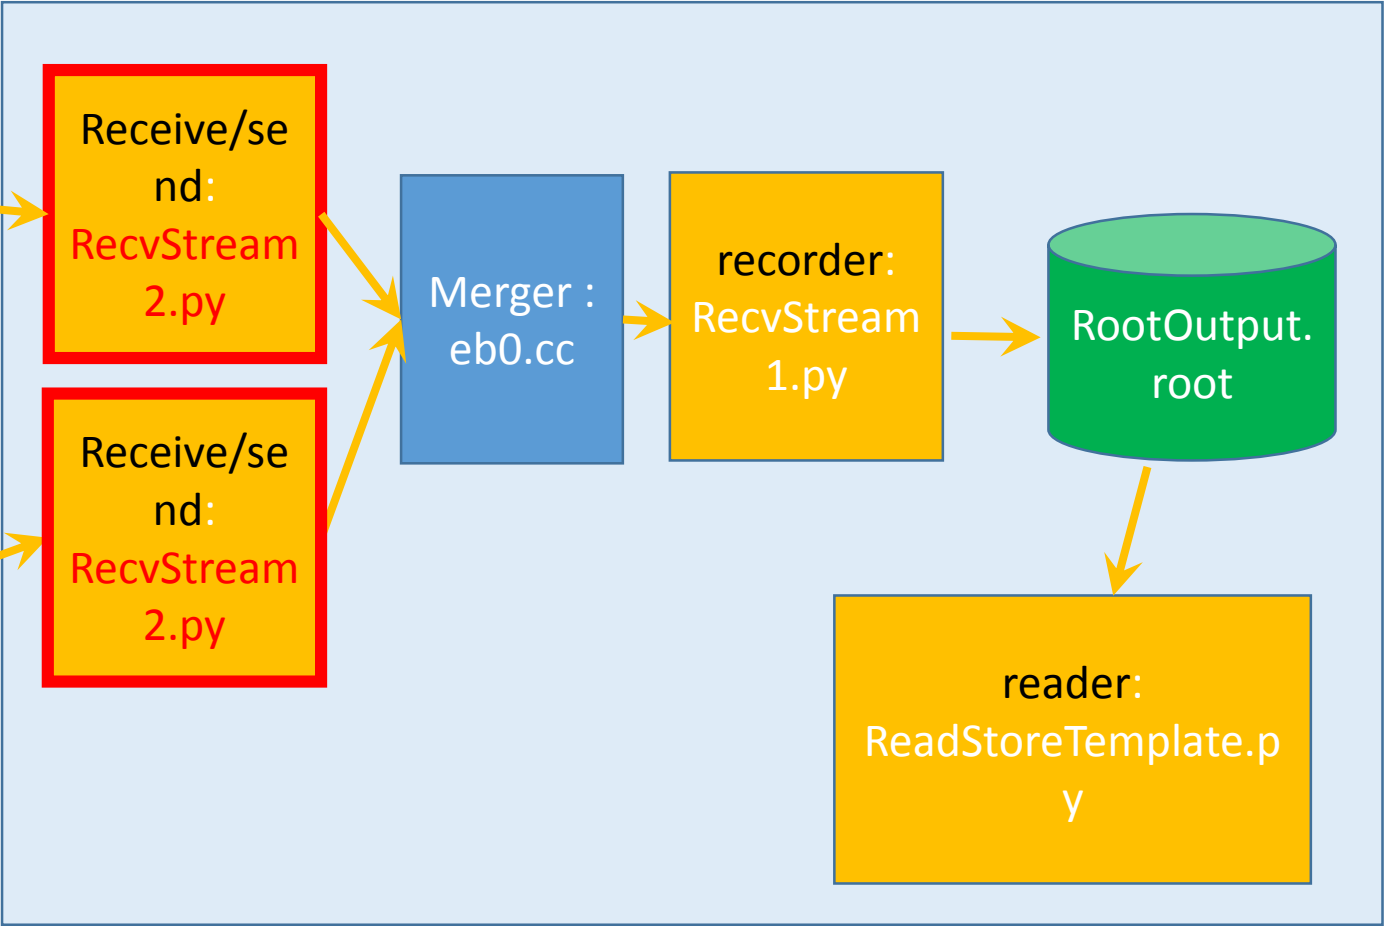 Receive/se
nd:
RecvStream
2.py
Receive/se
nd:
RecvStream
2.py
Merger :
eb0.cc
recorder:
RecvStream
1.py
RootOutput.
root
reader:
ReadStoreTemplate.p
y